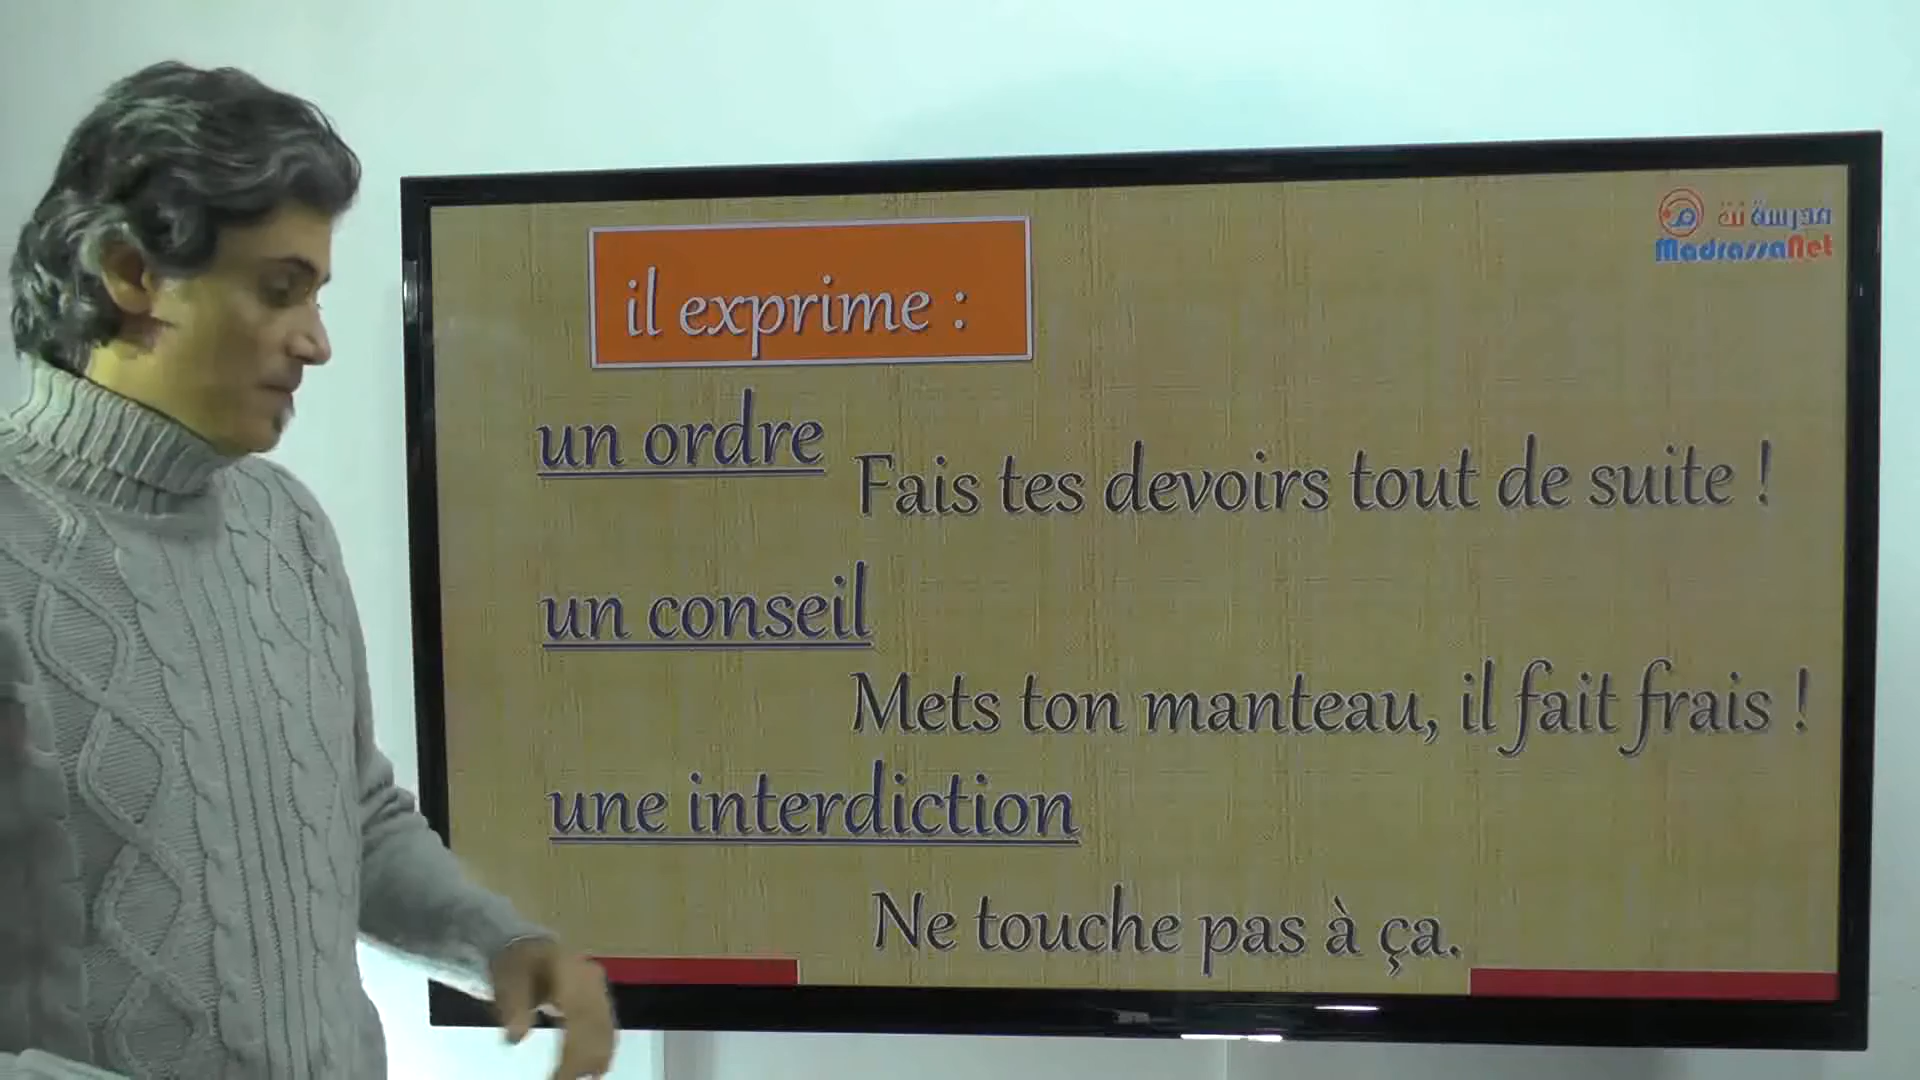 مدرسة نت
MadrassaNet
il exprime :
un ordre
Fais tes devoirs tout de suite !
un conseil
Mets ton manteau, il fait frais !
une interdiction
Ne touche pas à ça.